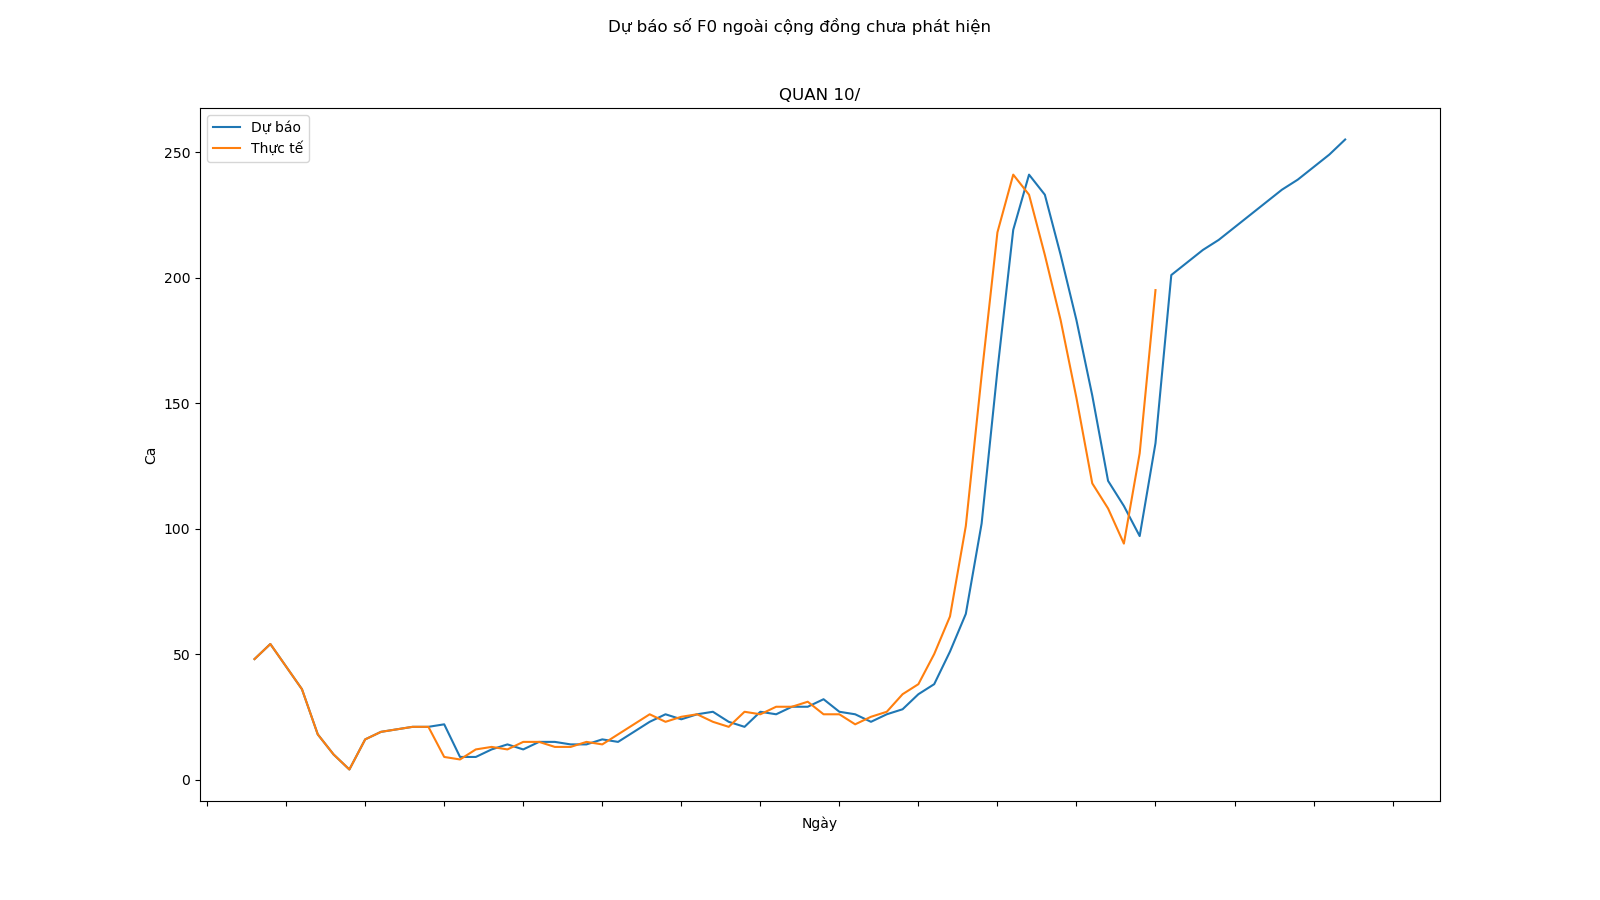 Dự báo số F0 ngoài cộng đồng chưa phát hiện
QUAN 10/
Dự báo
Thực tế
250
200
150
100
50
0
Ca
Ngày